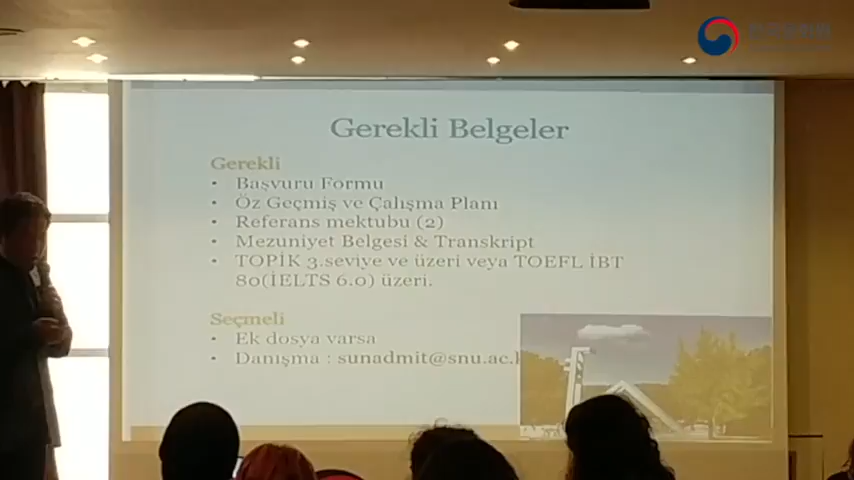 Gerekli Belgeler
Gerekli
• Başvuru Formu
• Öz Geçmiş ve Çalışma Planı
• Referans mektubu (2)
• Mezuniyet Belgesi & Transkript
• TOPİK 3.seviye ve üzeri veya TOEFL İBT
80(İELTS 6.0) üzeri.
Seçmeli
• Ek dosya varsa
• Danışma : sunadmit@snu.ac.k